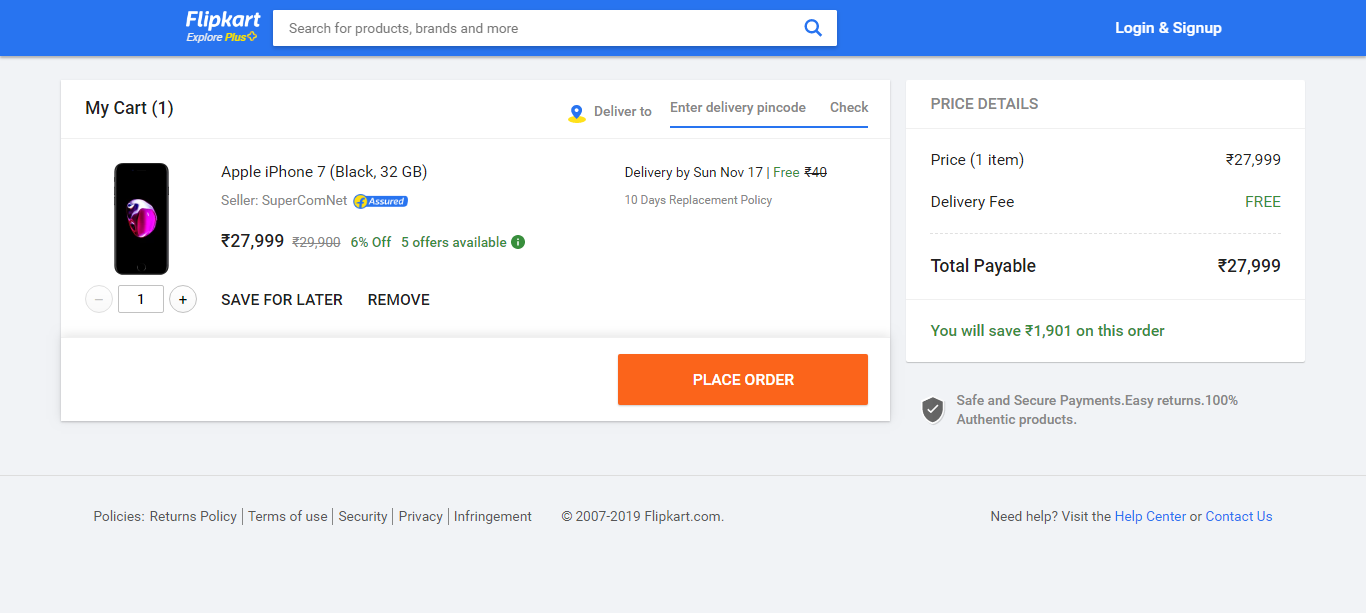 Flipkart
Explore Plus
Search for products, brands and more
Login & Signup
My Cart (1)
Deliver to
Enter delivery pincode
Check
Apple iPhone 7 (Black, 32 GB)
Seller: SuperComNet
Assured
₹27,999 ₹29,900 6% Off 5 offers available
Delivery by Sun Nov 17 | Free ₹40
10 Days Replacement Policy
− 1 +
SAVE FOR LATER
REMOVE
PLACE ORDER
PRICE DETAILS
Price (1 item) ₹27,999
Delivery Fee FREE
Total Payable ₹27,999
You will save ₹1,901 on this order
Safe and Secure Payments.Easy returns.100%
Authentic products.
Policies: Returns Policy | Terms of use | Security | Privacy | Infringement
© 2007-2019 Flipkart.com.
Need help? Visit the Help Center or Contact Us